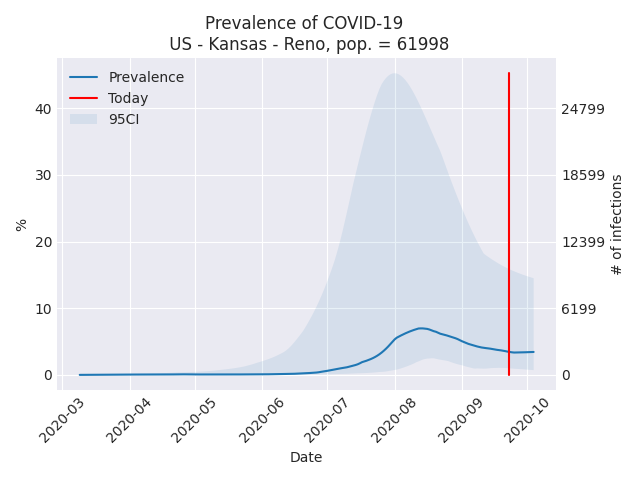 Prevalence of COVID-19
US - Kansas - Reno, pop. = 61998
Prevalence
Today
95CI
%
40
30
20
10
0
24799
18599
12399
6199
0
# of infections
2020-03
2020-04
2020-05
2020-06
2020-07
2020-08
2020-09
2020-10
Date